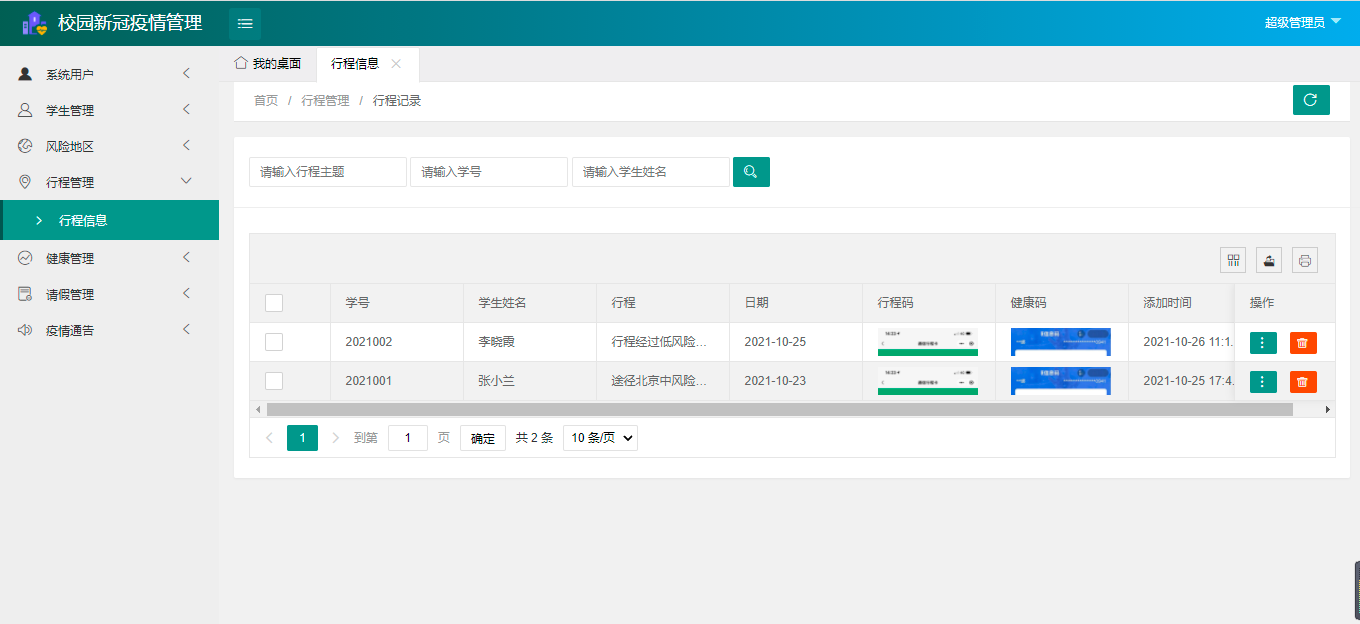 校园新冠疫情管理
超级管理员
系统用户
学生管理
风险地区
行程管理
行程信息
健康管理
请假管理
疫情通告
我的桌面 行程信息
首页 / 行程管理 / 行程记录
请输入行程主题 请输入学号 请输入学生姓名
学号 学生姓名 行程 日期 行程码 健康码 添加时间 操作
2021002 李晓霞 行程经过低风险... 2021-10-25 2021-10-26 11:1.
2021001 张小兰 途径北京中风险... 2021-10-23 2021-10-25 17:4.
1 到第 1 页 确定 共 2 条 10 条/页